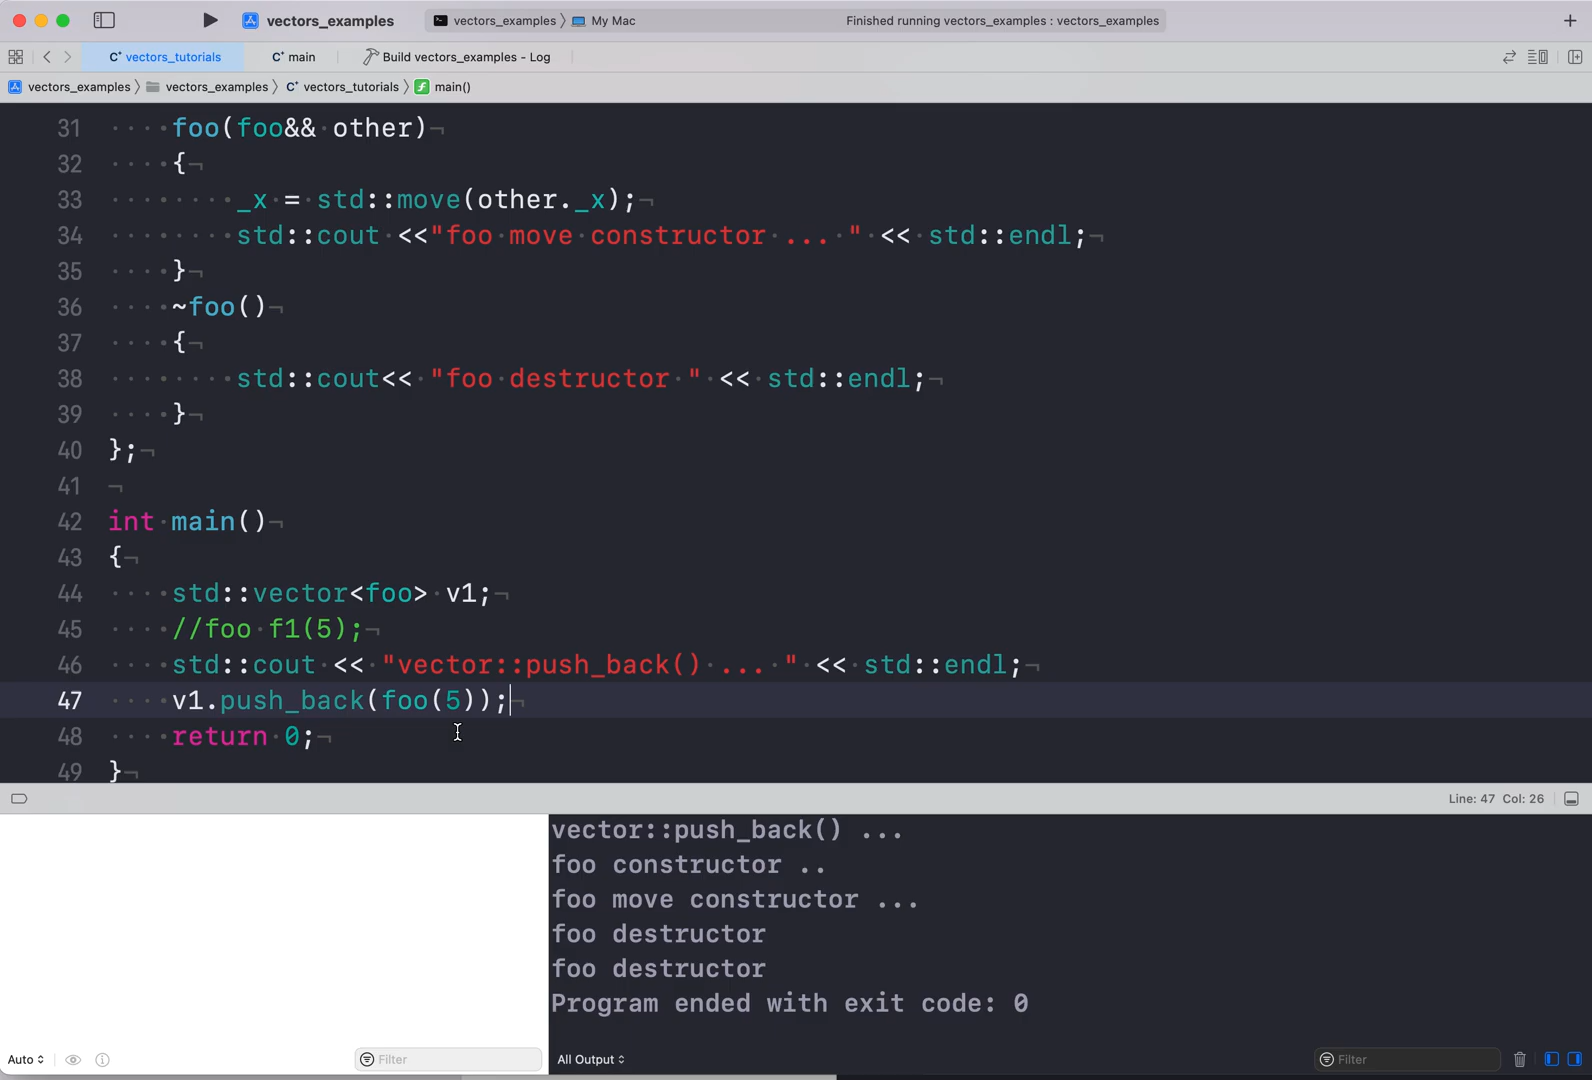 vectors_examples
vectors_examples 〉 My Mac
Finished running vectors_examples : vectors_examples
vectors_tutorials
main
Build vectors_examples - Log
vectors_examples 〉 vectors_examples 〉 vectors_tutorials 〉 main()
31 foo(foo&& other)
32 {
33 _x = std::move(other._x);
34 std::cout <<"foo move constructor ... " << std::endl;
35 }
36 ~foo()
37 {
38 std::cout<< "foo destructor " << std::endl;
39 }
40 };
41
42 int main()
43 {
44 std::vector<foo> v1;
45 //foo f1(5);
46 std::cout << "vector::push_back() ... " << std::endl;
47 v1.push_back(foo(5));
48 return 0;
49 }
Line: 47 Col: 26
vector::push_back() ...
foo constructor ..
foo move constructor ...
foo destructor
foo destructor
Program ended with exit code: 0
Auto
Filter
All Output
Filter